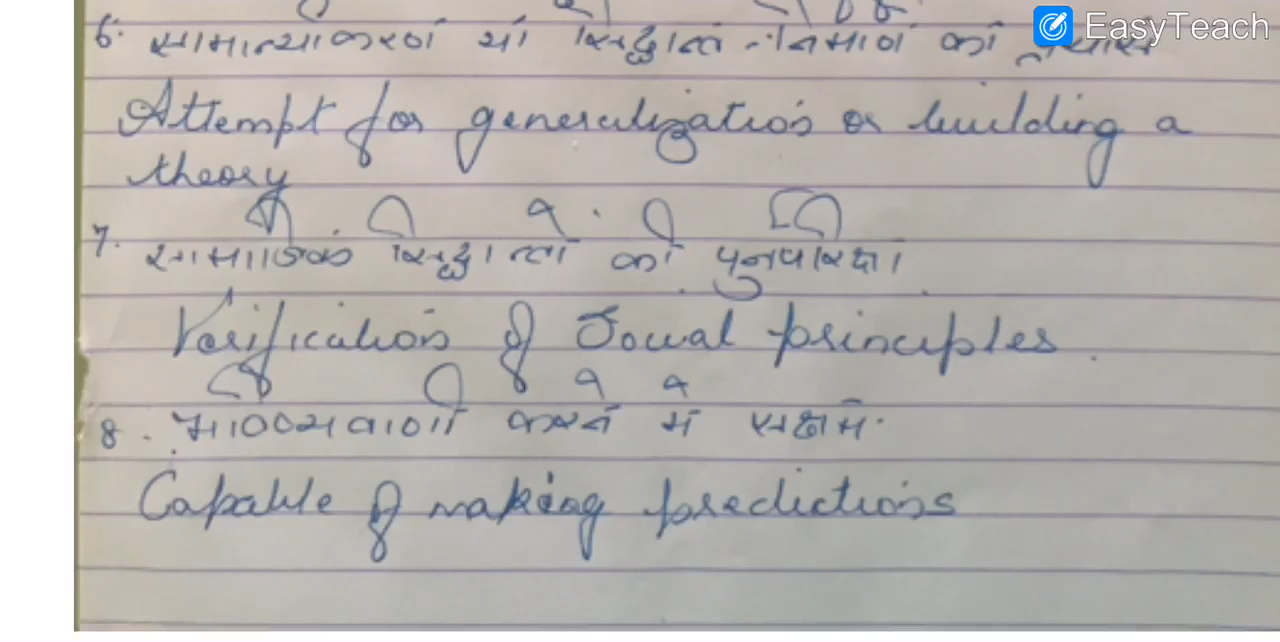 EasyTeach
6. सामान्यीकरण या सिद्धान्त निर्माण का प्रयास
Attempt for generalization or building a
theory
7. सामाजिक सिद्धान्तों की पुनर्परिक्षा
Verification of Social principles.
8. भविष्यवाणी करने में सक्षम.
Capable of making predictions